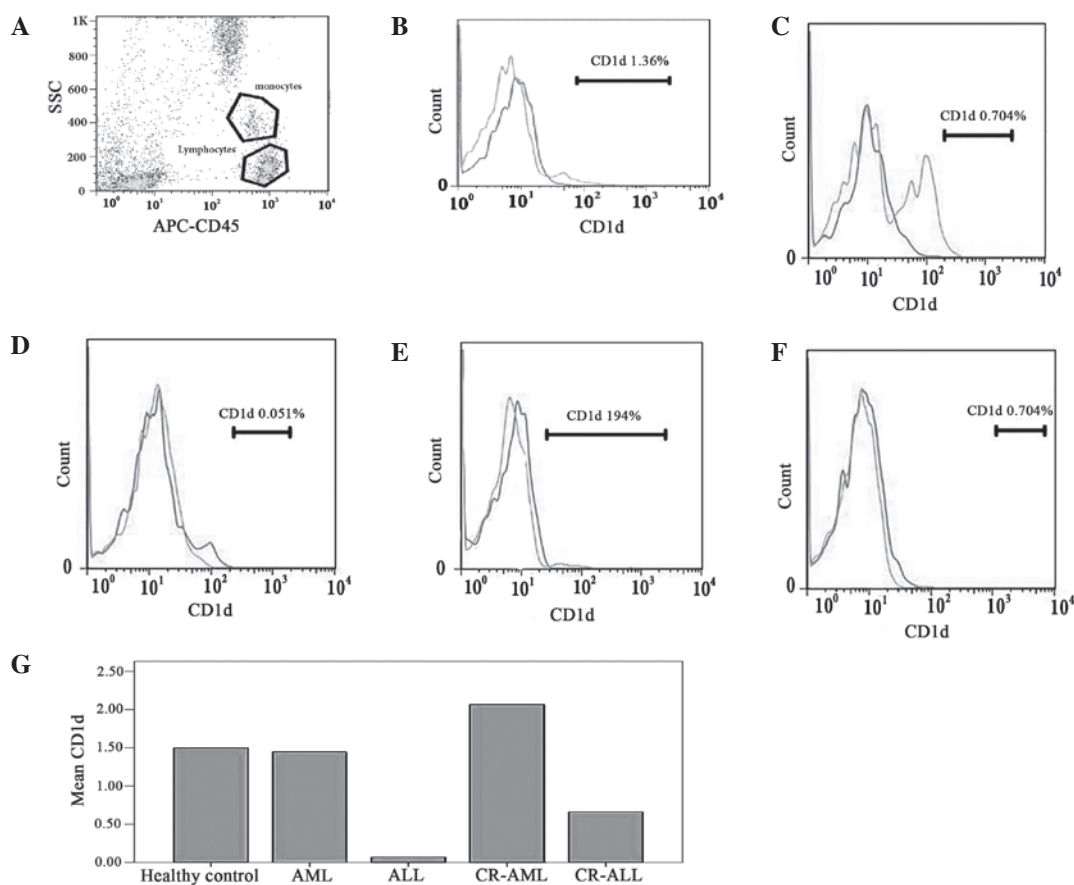 A
1K
800
600
400
200
0
SSC
monocytes
Lymphocytes
10⁰ 10¹ 10² 10³ 10⁴
APC-CD45
B
CD1d 1.36%
Count
0
10⁰ 10¹ 10² 10³ 10⁴
CD1d
C
CD1d 0.704%
Count
0
10⁰ 10¹ 10² 10³ 10⁴
CD1d
D
CD1d 0.051%
Count
0
10⁰ 10¹ 10² 10³ 10⁴
CD1d
E
CD1d 194%
Count
0
10⁰ 10¹ 10² 10³ 10⁴
CD1d
F
CD1d 0.704%
Count
0
10⁰ 10¹ 10² 10³ 10⁴
CD1d
G
Mean CD1d
2.50
2.00
1.50
1.00
0.50
0.00
Healthy control AML ALL CR-AML CR-ALL